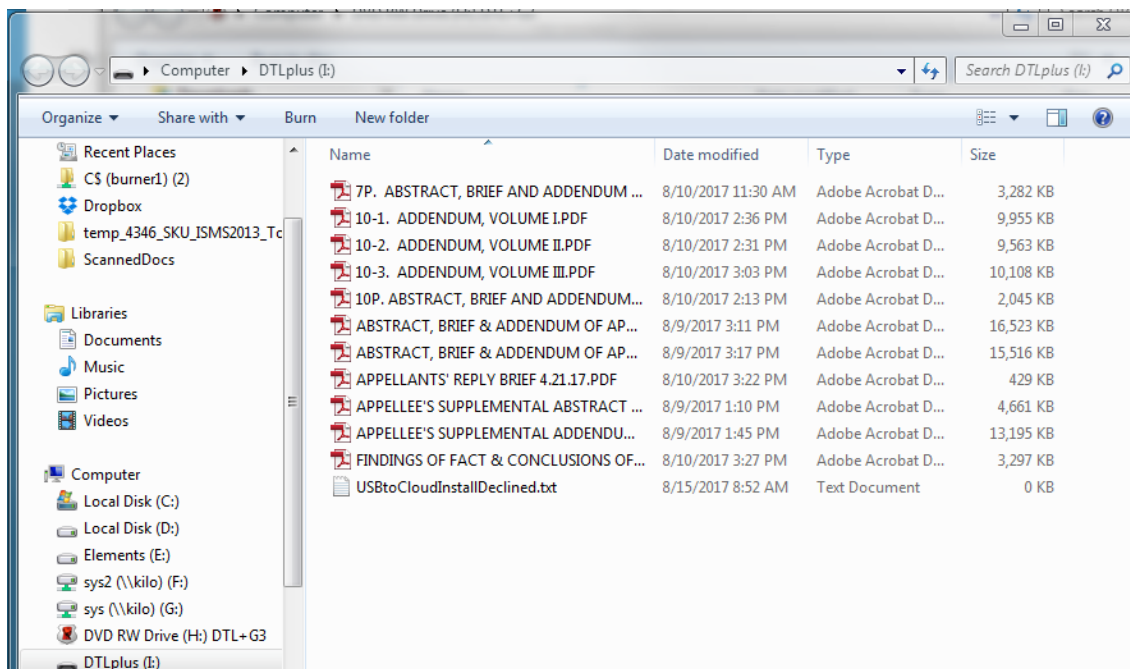 Computer ▸ DTLplus (I:)
Search DTLplus (I:)
Organize Share with Burn New folder
Recent Places
C$ (burner1) (2)
Dropbox
temp_4346_SKU_ISMS2013_Tc
ScannedDocs
Libraries
Documents
Music
Pictures
Videos
Computer
Local Disk (C:)
Local Disk (D:)
Elements (E:)
sys2 (\\kilo) (F:)
sys (\\kilo) (G:)
DVD RW Drive (H:) DTL+G3
DTLplus (I:)
Name Date modified Type Size
7P. ABSTRACT, BRIEF AND ADDENDUM ... 8/10/2017 11:30 AM Adobe Acrobat D... 3,282 KB
10-1. ADDENDUM, VOLUME I.PDF 8/10/2017 2:36 PM Adobe Acrobat D... 9,955 KB
10-2. ADDENDUM, VOLUME II.PDF 8/10/2017 2:31 PM Adobe Acrobat D... 9,563 KB
10-3. ADDENDUM, VOLUME III.PDF 8/10/2017 3:03 PM Adobe Acrobat D... 10,108 KB
10P. ABSTRACT, BRIEF AND ADDENDUM... 8/10/2017 2:13 PM Adobe Acrobat D... 2,045 KB
ABSTRACT, BRIEF & ADDENDUM OF AP... 8/9/2017 3:11 PM Adobe Acrobat D... 16,523 KB
ABSTRACT, BRIEF & ADDENDUM OF AP... 8/9/2017 3:17 PM Adobe Acrobat D... 15,516 KB
APPELLANTS' REPLY BRIEF 4.21.17.PDF 8/10/2017 3:22 PM Adobe Acrobat D... 429 KB
APPELLEE'S SUPPLEMENTAL ABSTRACT ... 8/9/2017 1:10 PM Adobe Acrobat D... 4,661 KB
APPELLEE'S SUPPLEMENTAL ADDENDU... 8/9/2017 1:45 PM Adobe Acrobat D... 13,195 KB
FINDINGS OF FACT & CONCLUSIONS OF... 8/10/2017 3:27 PM Adobe Acrobat D... 3,297 KB
USBtoCloudInstallDeclined.txt 8/15/2017 8:52 AM Text Document 0 KB